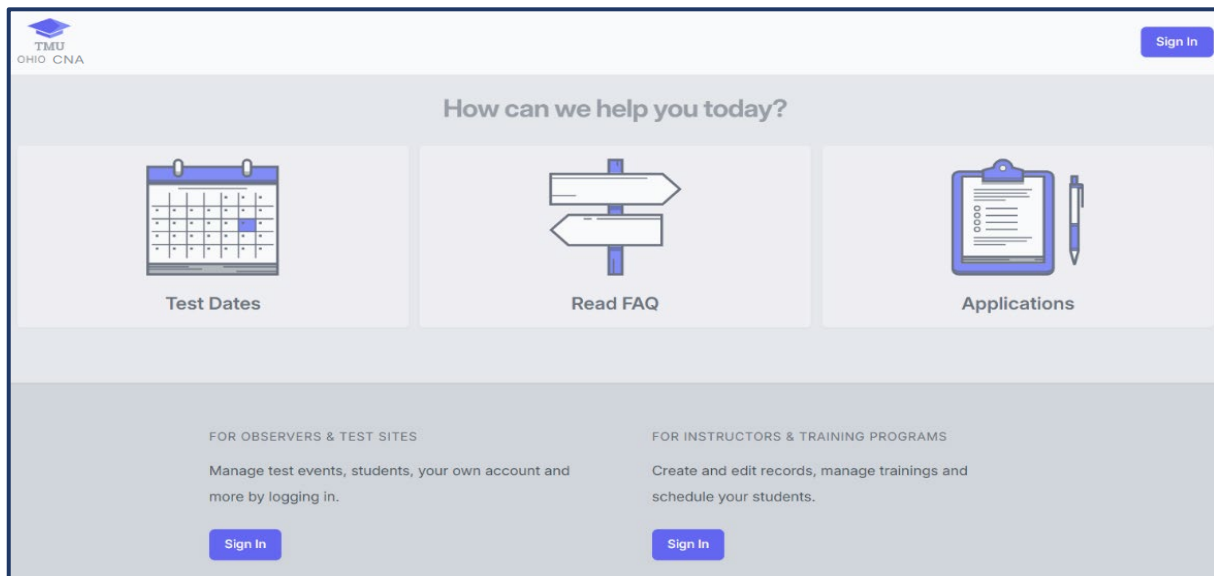 TMU
OHIO CNA
Sign In
How can we help you today?
Test Dates
Read FAQ
Applications
FOR OBSERVERS & TEST SITES
Manage test events, students, your own account and
more by logging in.
Sign In
FOR INSTRUCTORS & TRAINING PROGRAMS
Create and edit records, manage trainings and
schedule your students.
Sign In